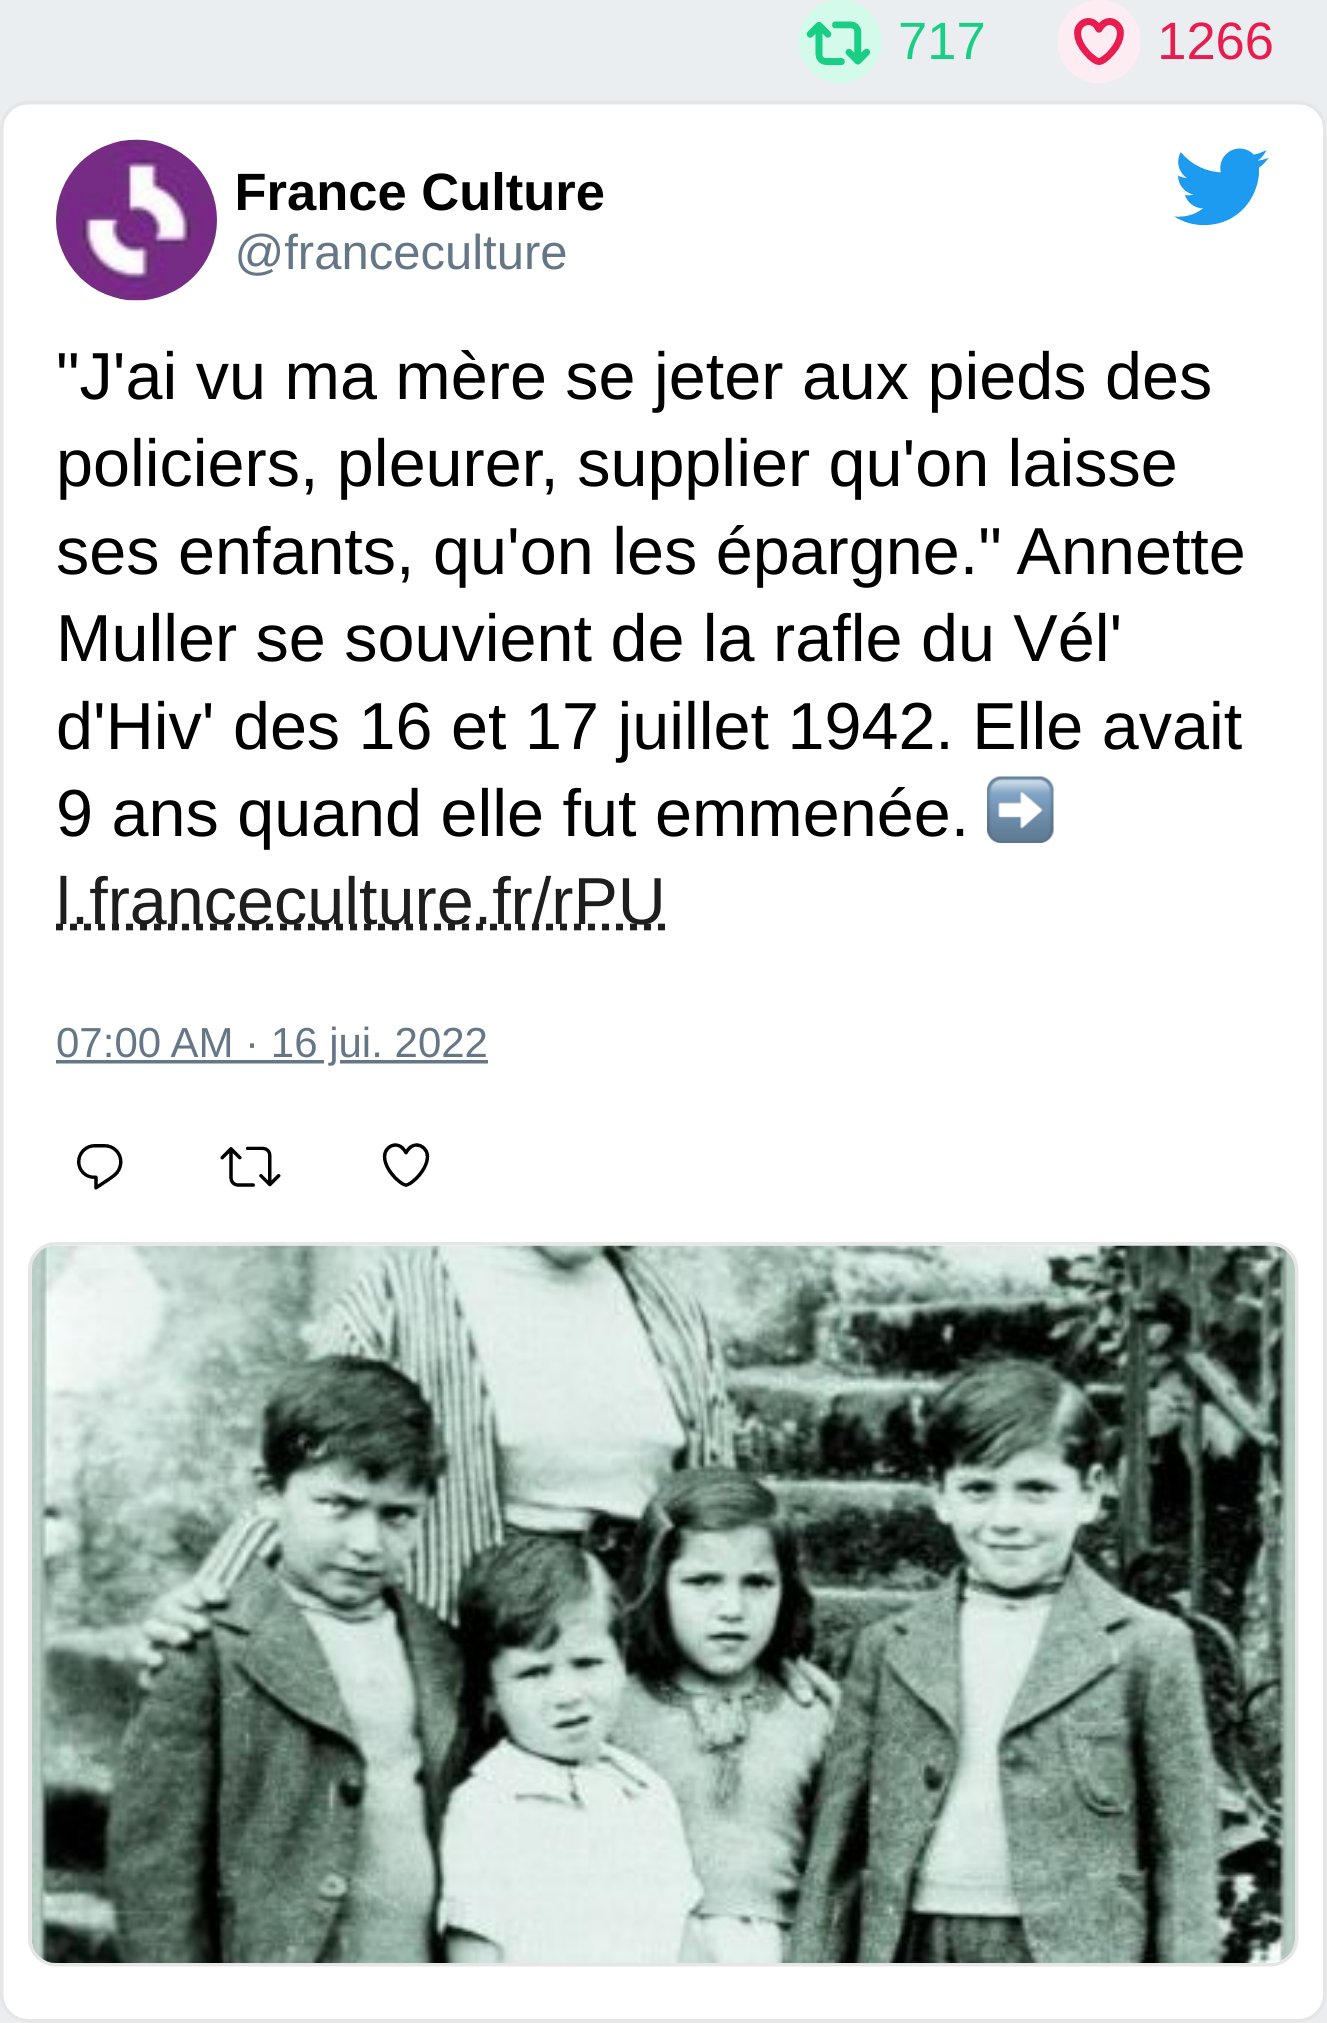 717 1266
France Culture
@franceculture
"J'ai vu ma mère se jeter aux pieds des
policiers, pleurer, supplier qu'on laisse
ses enfants, qu'on les épargne." Annette
Muller se souvient de la rafle du Vél'
d'Hiv' des 16 et 17 juillet 1942. Elle avait
9 ans quand elle fut emmenée. ➡️
l.franceculture.fr/rPU
07:00 AM · 16 jui. 2022